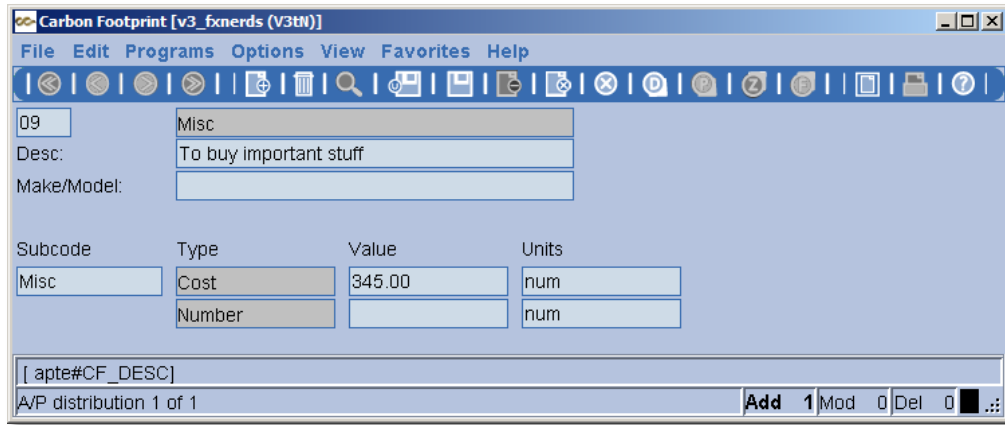 Carbon Footprint [v3_fxnerds (V3tN)]
File Edit Programs Options View Favorites Help
D P Z F ?
09 Misc
Desc: To buy important stuff
Make/Model:
Subcode Type Value Units
Misc Cost 345.00 num
Number num
[ apte#CF_DESC]
A/P distribution 1 of 1 Add 1 Mod 0 Del 0